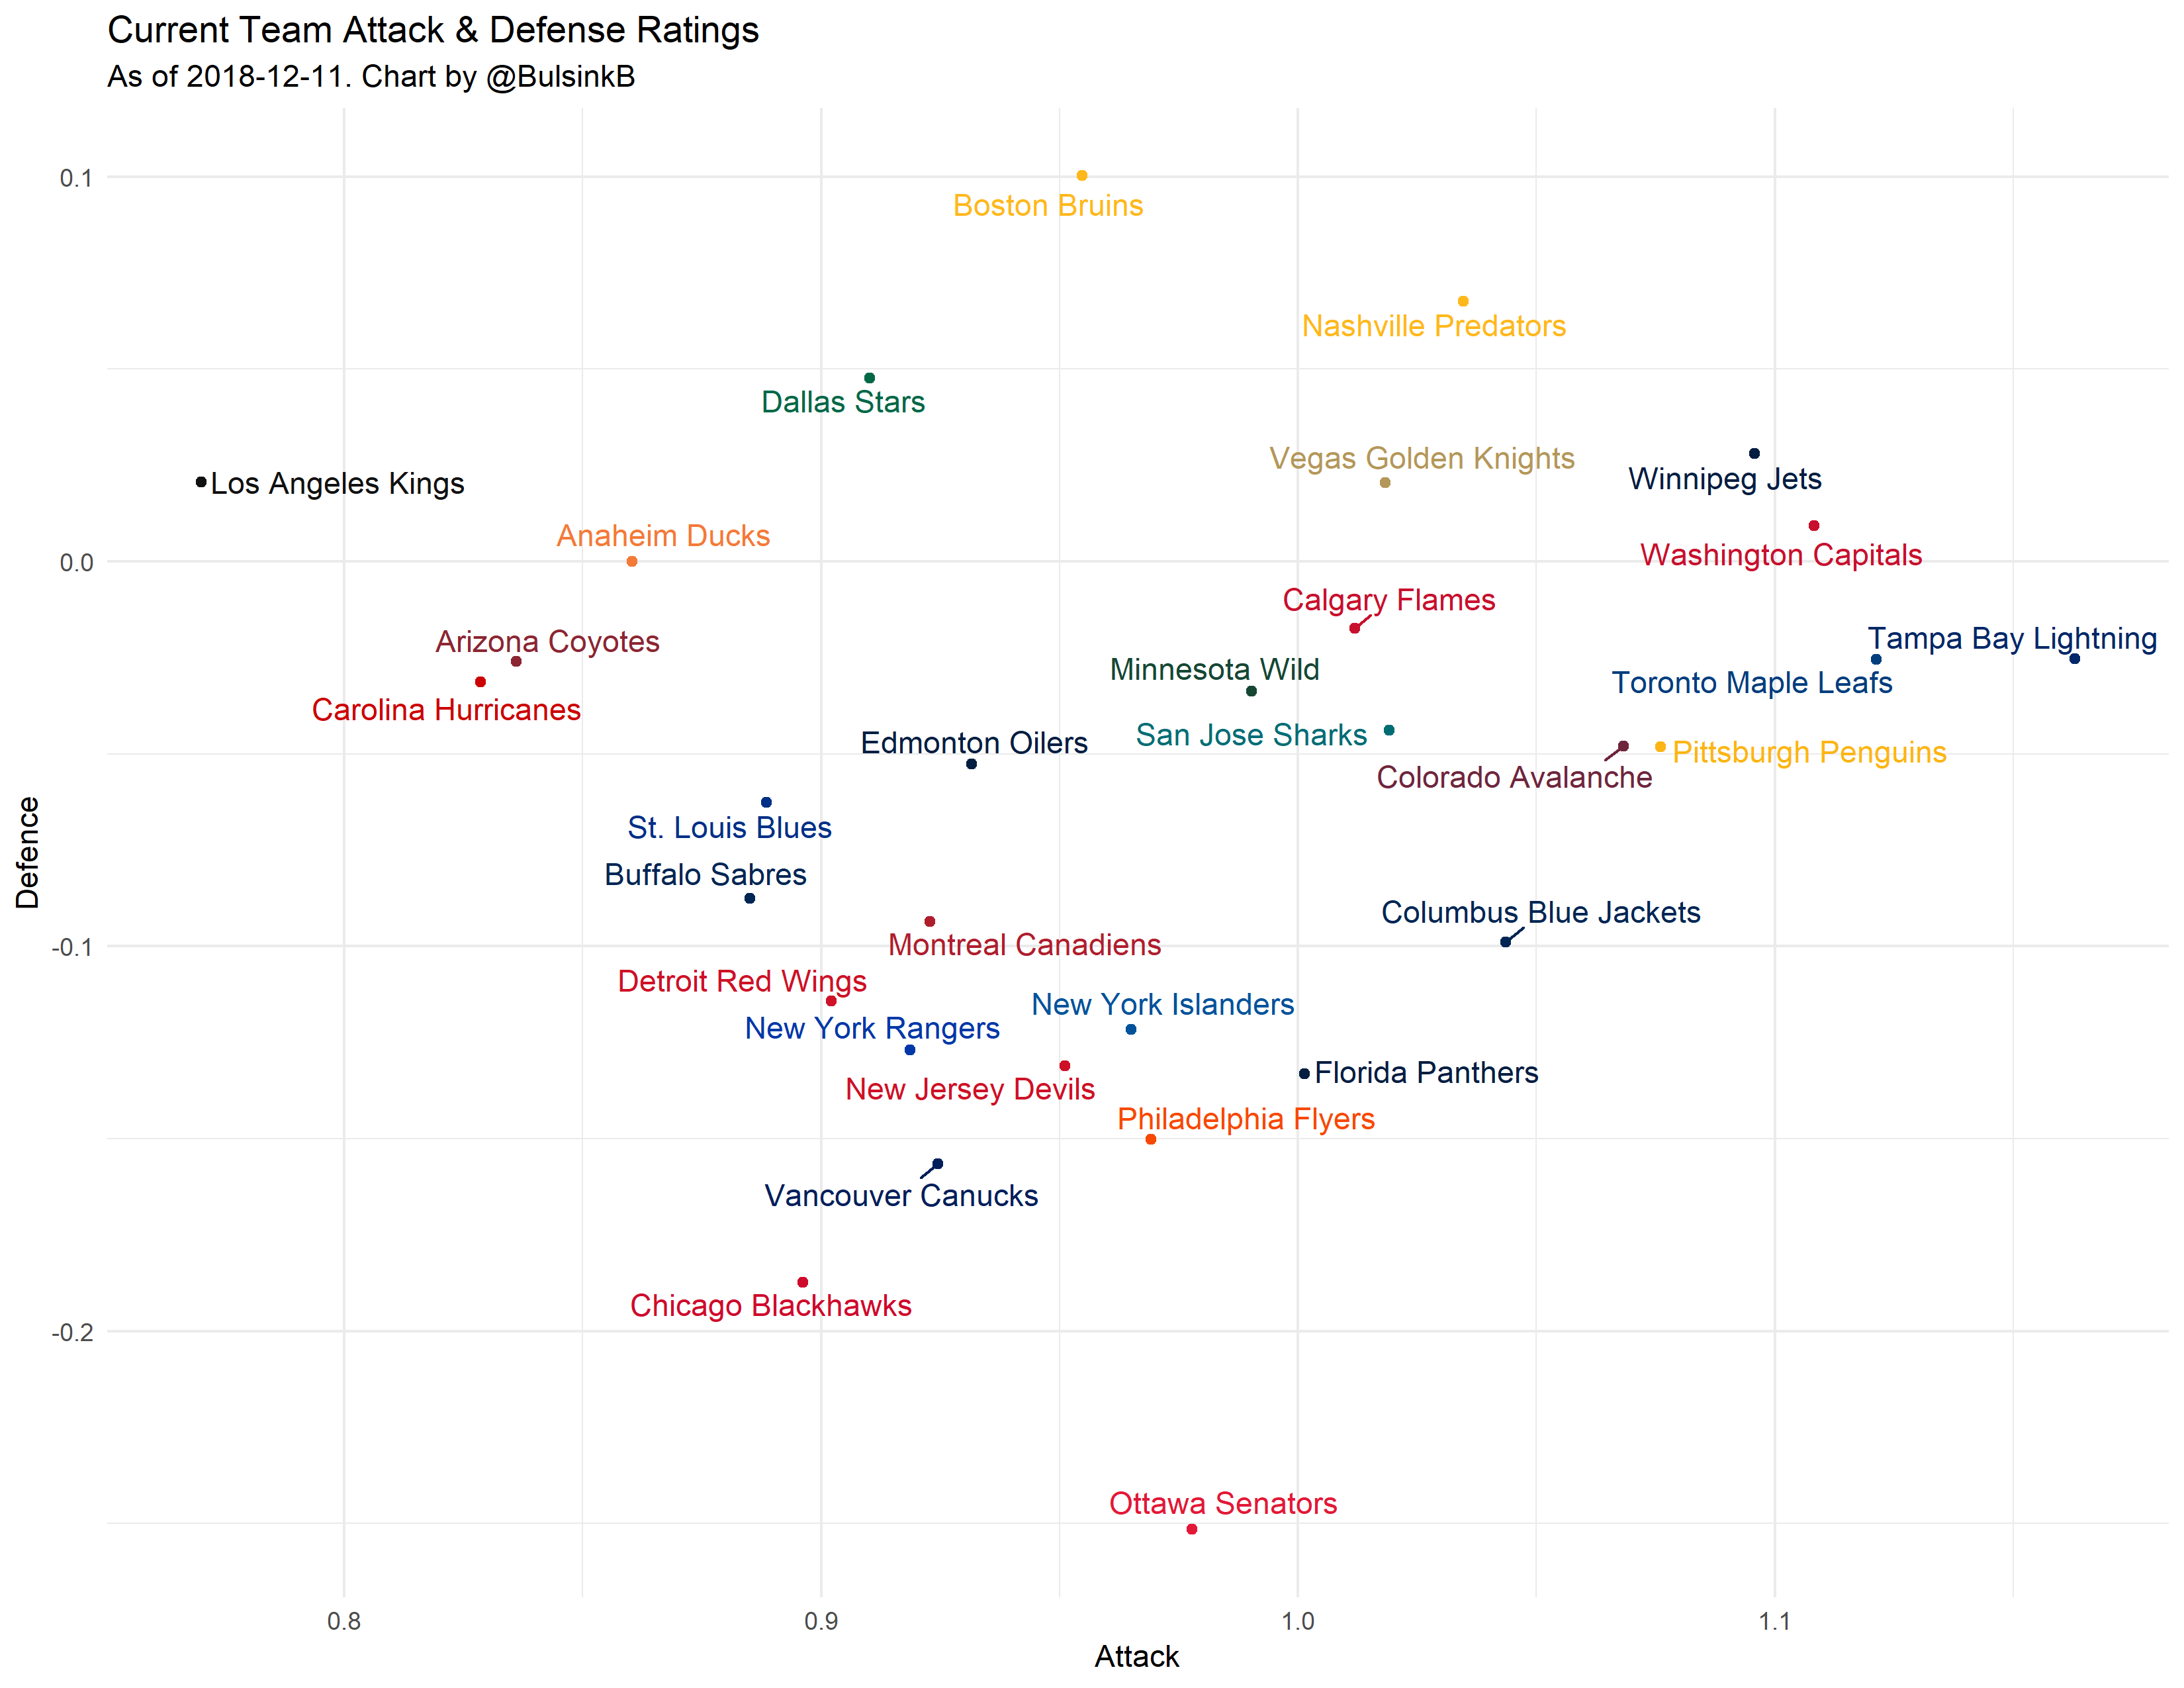 Current Team Attack & Defense Ratings
As of 2018-12-11. Chart by @BulsinkB
0.1
Boston Bruins
Nashville Predators
Dallas Stars
Vegas Golden Knights
Winnipeg Jets
Los Angeles Kings
Anaheim Ducks
Washington Capitals
0.0
Calgary Flames
Arizona Coyotes
Tampa Bay Lightning
Minnesota Wild
Toronto Maple Leafs
Carolina Hurricanes
San Jose Sharks
Edmonton Oilers
Pittsburgh Penguins
Colorado Avalanche
St. Louis Blues
Defence
Buffalo Sabres
Columbus Blue Jackets
Montreal Canadiens
-0.1
Detroit Red Wings
New York Islanders
New York Rangers
Florida Panthers
New Jersey Devils
Philadelphia Flyers
Vancouver Canucks
Chicago Blackhawks
-0.2
Ottawa Senators
0.8
0.9
1.0
1.1
Attack